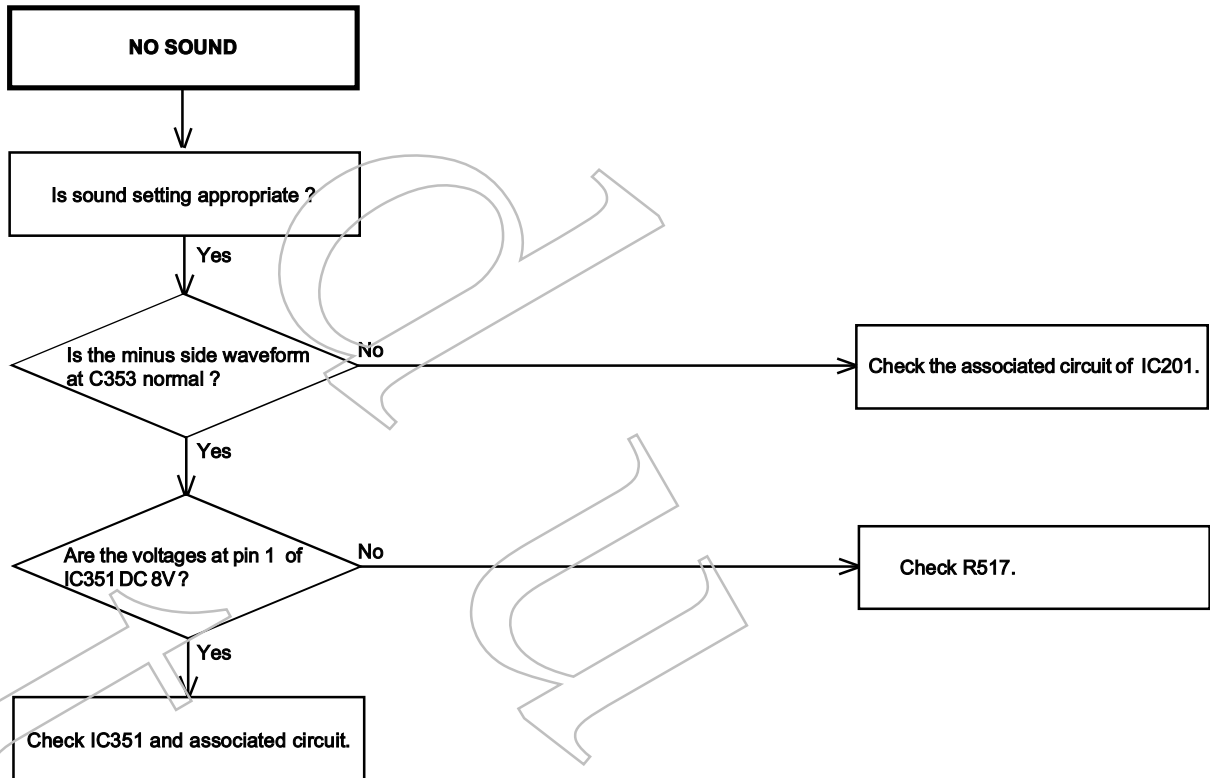 NO SOUND
Is sound setting appropriate ?
Yes
Is the minus side waveform
at C353 normal ?
No
Check the associated circuit of IC201.
Yes
Are the voltages at pin 1 of
IC351 DC 8V ?
No
Check R517.
Yes
Check IC351 and associated circuit.